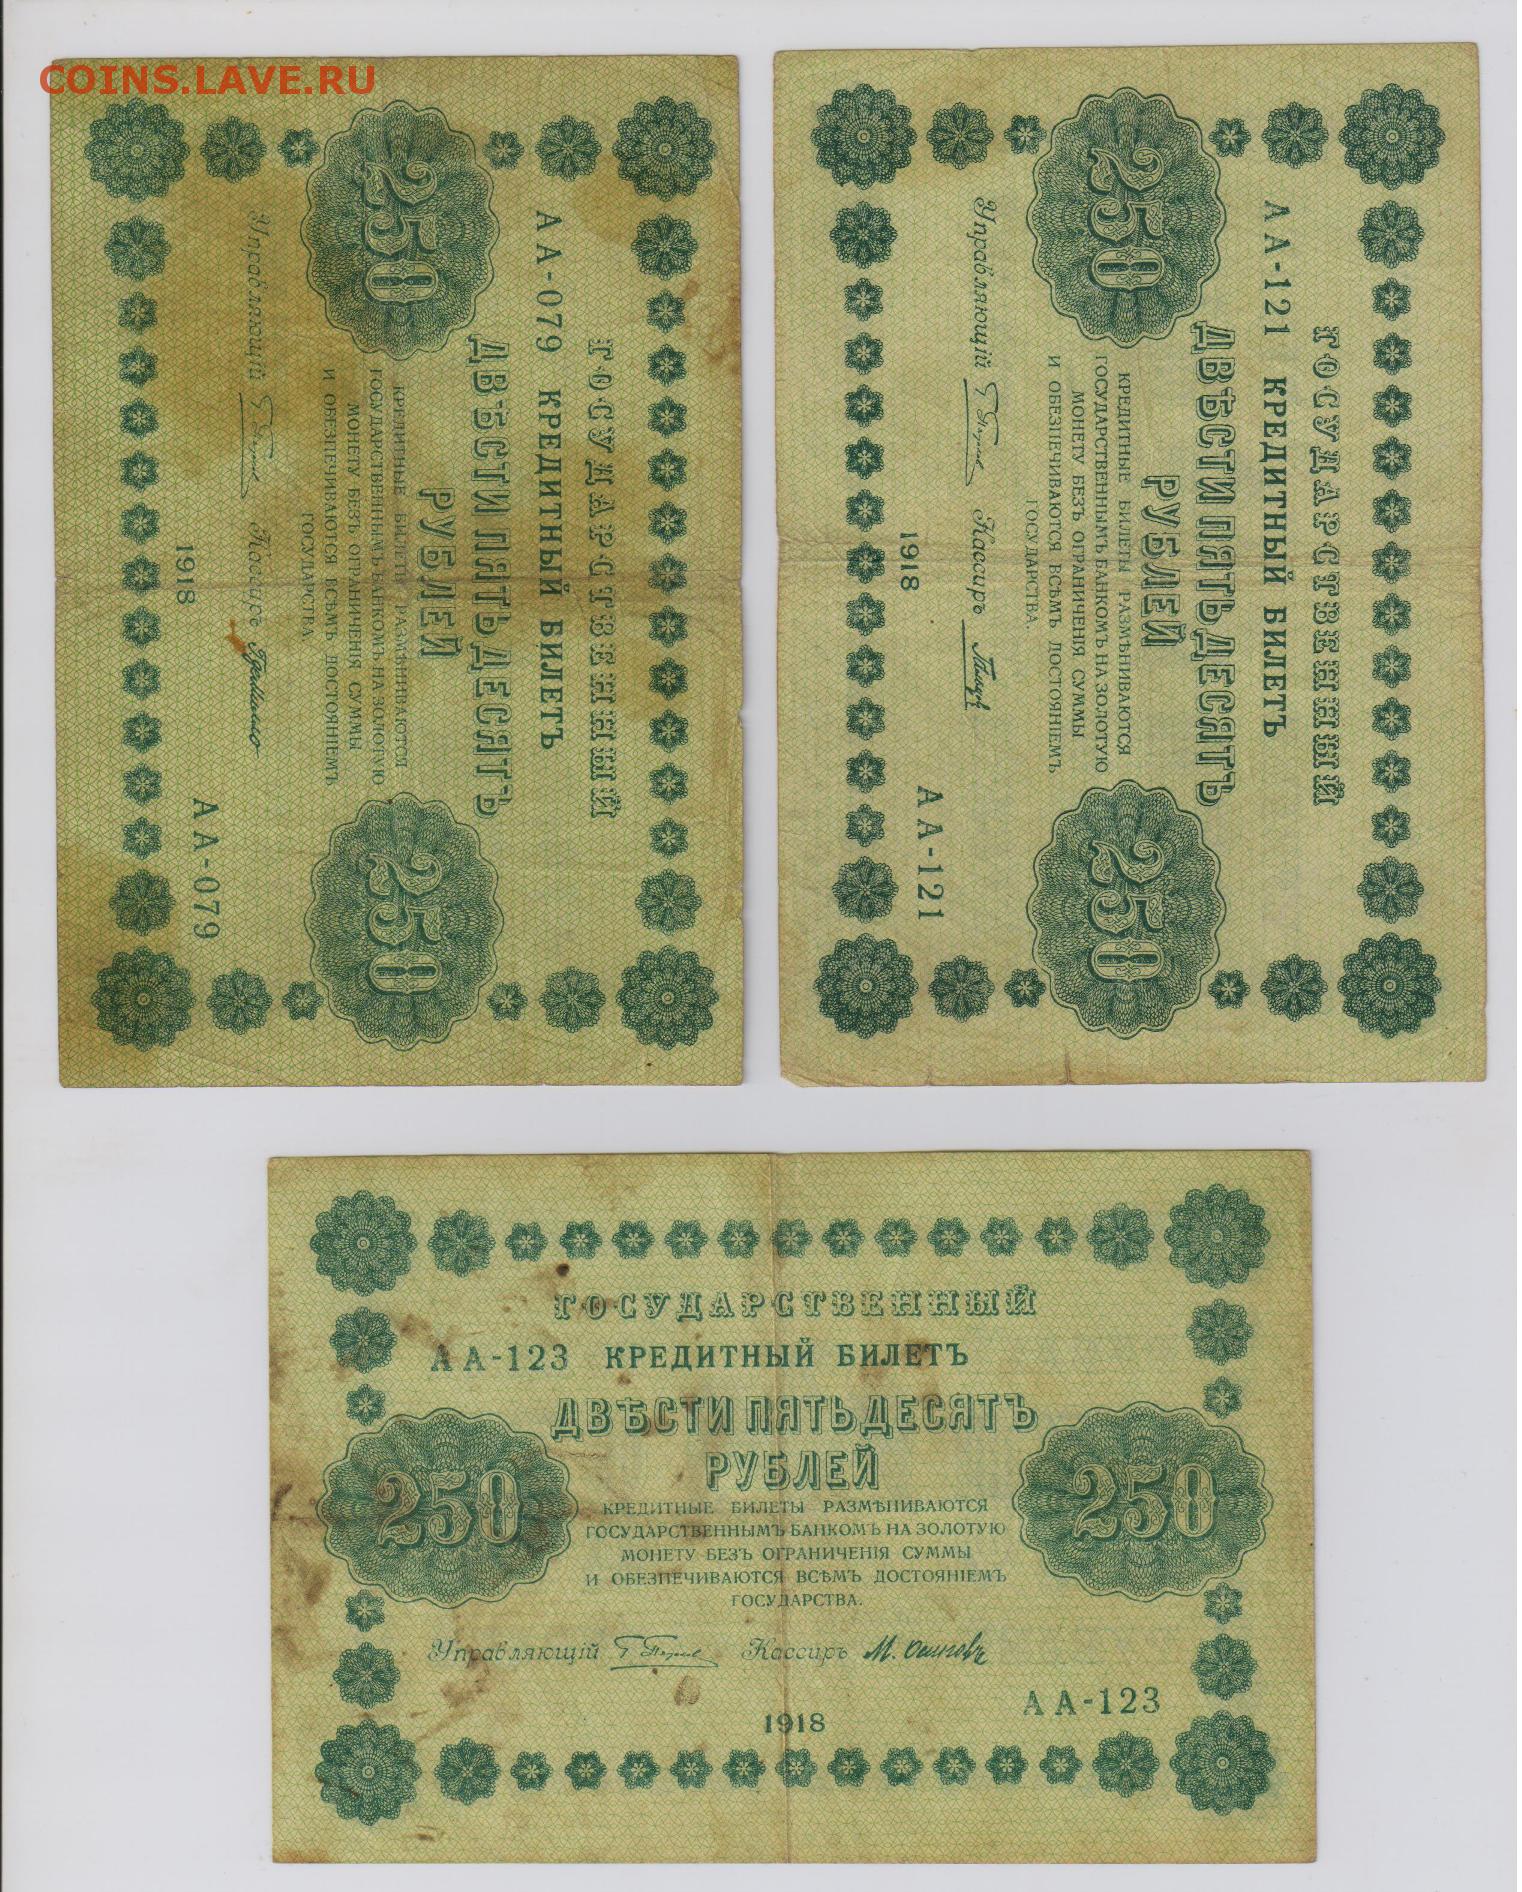 COINS.LAVE.RU
ГОСУДАРСТВЕННЫЙ
АА-079 КРЕДИТНЫЙ БИЛЕТЪ
ДВѢСТИ ПЯТЬДЕСЯТЪ
РУБЛЕЙ
250 250
КРЕДИТНЫЕ БИЛЕТЫ РАЗМѢНИВАЮТСЯ
ГОСУДАРСТВЕННЫМЪ БАНКОМЪ НА ЗОЛОТУЮ
МОНЕТУ БЕЗЪ ОГРАНИЧЕНІЯ СУММЫ
И ОБЕЗПЕЧИВАЮТСЯ ВСѢМЪ ДОСТОЯНІЕМЪ
ГОСУДАРСТВА
Управляющій Кассиръ
АА-079
1918
ГОСУДАРСТВЕННЫЙ
АА-121 КРЕДИТНЫЙ БИЛЕТЪ
ДВѢСТИ ПЯТЬДЕСЯТЪ
РУБЛЕЙ
250 250
КРЕДИТНЫЕ БИЛЕТЫ РАЗМѢНИВАЮТСЯ
ГОСУДАРСТВЕННЫМЪ БАНКОМЪ НА ЗОЛОТУЮ
МОНЕТУ БЕЗЪ ОГРАНИЧЕНІЯ СУММЫ
И ОБЕЗПЕЧИВАЮТСЯ ВСѢМЪ ДОСТОЯНІЕМЪ
ГОСУДАРСТВА.
Управляющій Кассиръ
АА-121
1918
ГОСУДАРСТВЕННЫЙ
АА-123 КРЕДИТНЫЙ БИЛЕТЪ
ДВѢСТИ ПЯТЬДЕСЯТЪ
РУБЛЕЙ
250 250
КРЕДИТНЫЕ БИЛЕТЫ РАЗМѢНИВАЮТСЯ
ГОСУДАРСТВЕННЫМЪ БАНКОМЪ НА ЗОЛОТУЮ
МОНЕТУ БЕЗЪ ОГРАНИЧЕНІЯ СУММЫ
И ОБЕЗПЕЧИВАЮТСЯ ВСѢМЪ ДОСТОЯНІЕМЪ
ГОСУДАРСТВА.
Управляющій Кассиръ М. Осиповъ
АА-123
1918